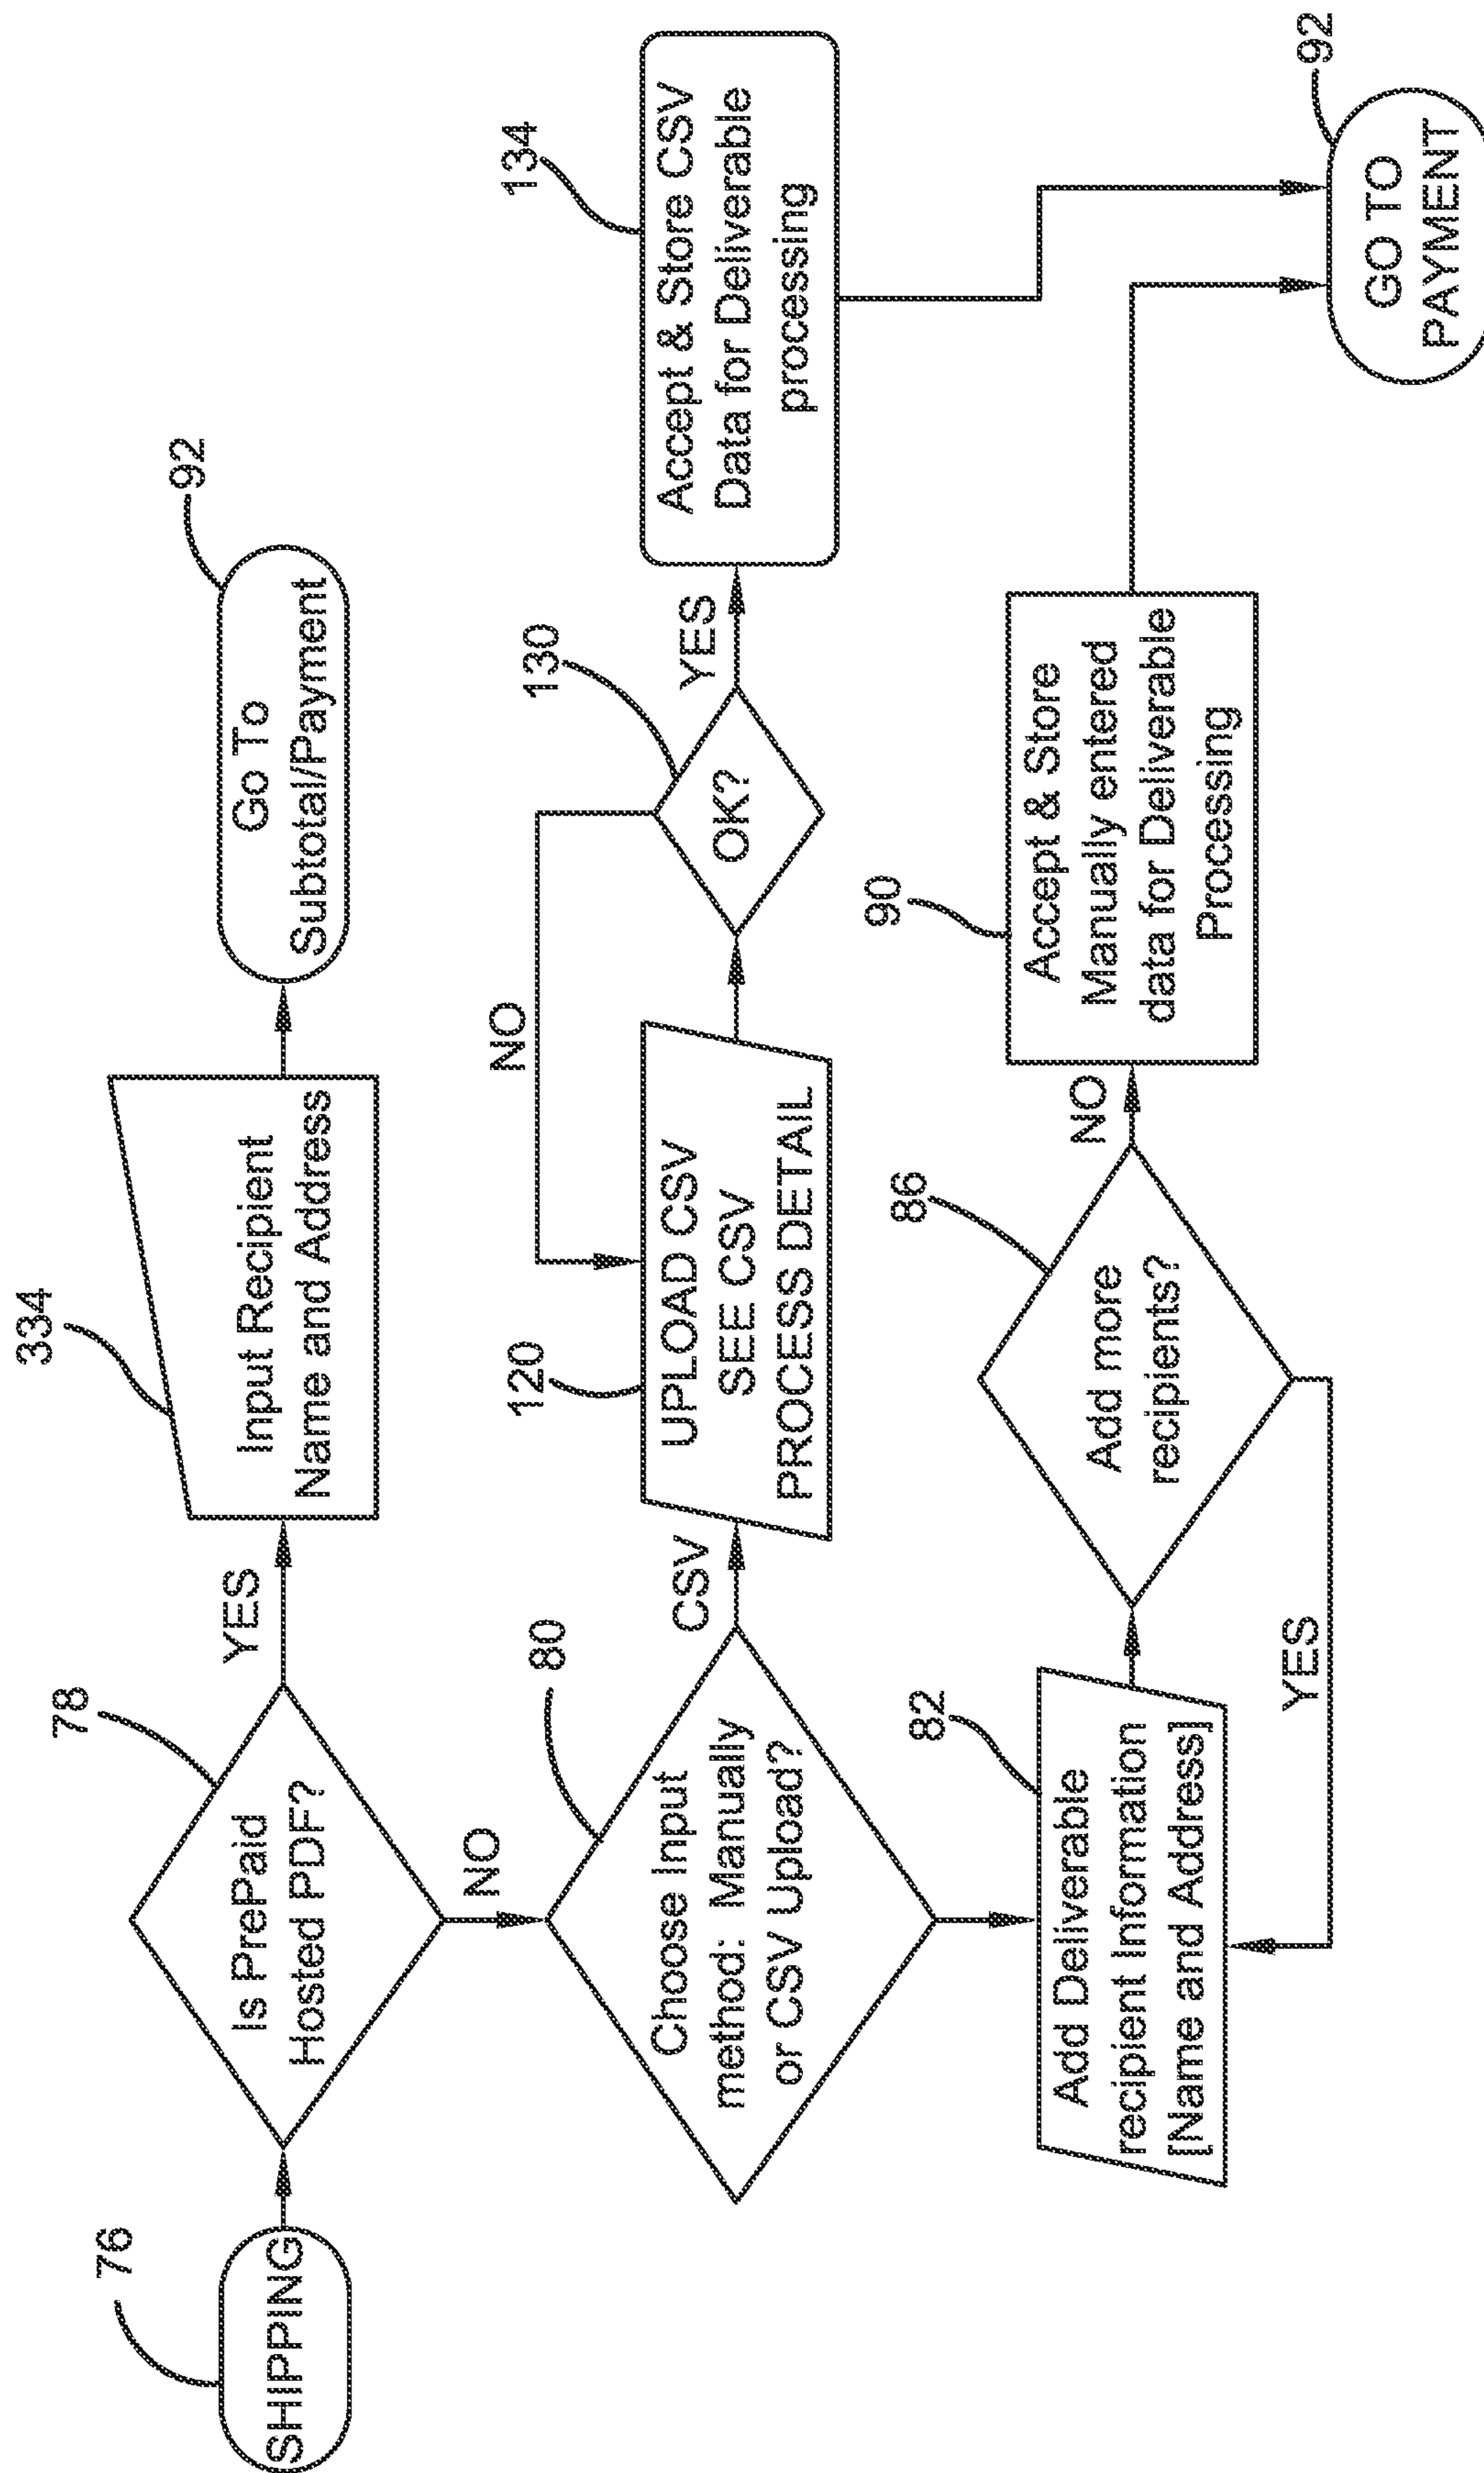 76
SHIPPING
78
Is PrePaid
Hosted PDF?
YES
334
Input Recipient
Name and Address
92
Go To
Subtotal/Payment
NO
80
Choose Input
method: Manually
or CSV Upload?
CSV
120
UPLOAD CSV
SEE CSV
PROCESS DETAIL
NO
130
OK?
YES
134
Accept & Store CSV
Data for Deliverable
processing
82
Add Deliverable
recipient Information
[Name and Address]
YES
86
Add more
recipients?
NO
90
Accept & Store
Manually entered
data for Deliverable
Processing
92
GO TO
PAYMENT